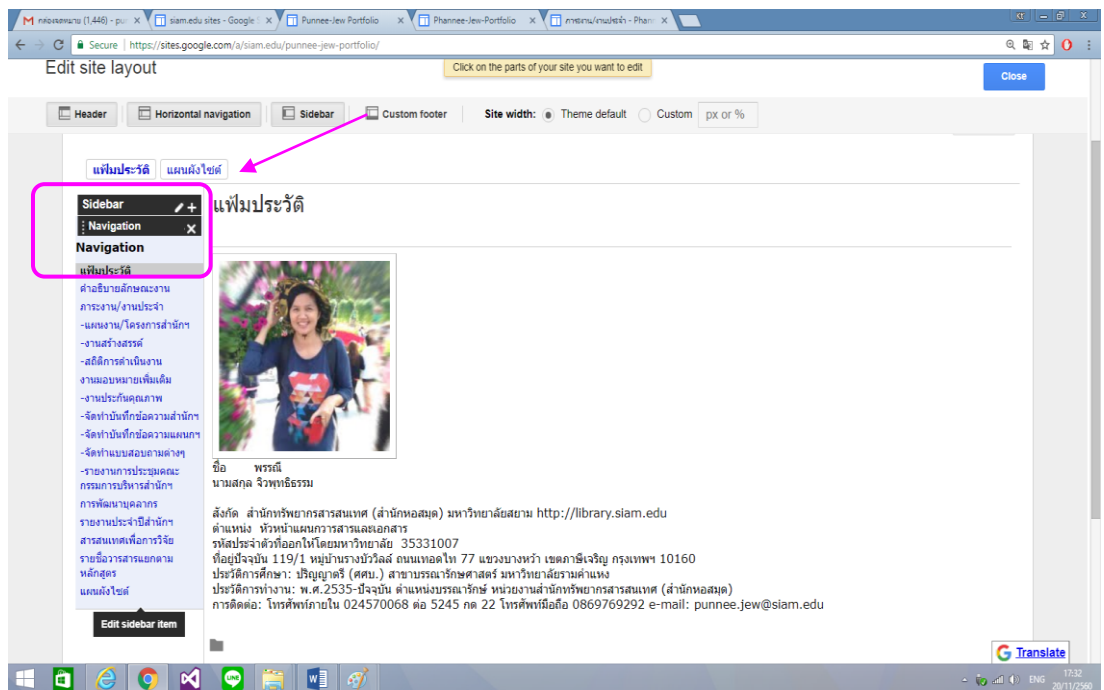 กล่องจดหมาย (1,446) - pun
siam.edu sites - Google S
Punnee-Jew Portfolio
Phannee-Jew-Portfolio
ภาระงาน/งานประจำ - Phann
Secure | https://sites.google.com/a/siam.edu/punnee-jew-portfolio/
Edit site layout
Click on the parts of your site you want to edit
Close
Header
Horizontal navigation
Sidebar
Custom footer
Site width:
Theme default
Custom
px or %
แฟ้มประวัติ
แผนผังไซต์
Sidebar
Navigation
Navigation
แฟ้มประวัติ
คำอธิบายลักษณะงาน
ภาระงาน/งานประจำ
-แผนงาน/โครงการสำนักฯ
-งานสร้างสรรค์
-สถิติการดำเนินงาน
งานมอบหมายเพิ่มเติม
-งานประกันคุณภาพ
-จัดทำบันทึกข้อความสำนักฯ
-จัดทำบันทึกข้อความแผนกฯ
-จัดทำแบบสอบถามต่างๆ
-รายงานการประชุมคณะ
กรรมการบริหารสำนักฯ
การพัฒนาบุคลากร
รายงานประจำปีสำนักฯ
สารสนเทศเพื่อการวิจัย
รายชื่อวารสารแยกตาม
หลักสูตร
แผนผังไซต์
Edit sidebar item
แฟ้มประวัติ
ชื่อ พรรณี
นามสกุล จิวพุทธิธรรม
สังกัด สำนักทรัพยากรสารสนเทศ (สำนักหอสมุด) มหาวิทยาลัยสยาม http://library.siam.edu
ตำแหน่ง หัวหน้าแผนกวารสารและเอกสาร
รหัสประจำตัวที่ออกให้โดยมหาวิทยาลัย 35331007
ที่อยู่ปัจจุบัน 119/1 หมู่บ้านรางบัววิลล์ ถนนเทอดไท 77 แขวงบางหว้า เขตภาษีเจริญ กรุงเทพฯ 10160
ประวัติการศึกษา: ปริญญาตรี (ศศบ.) สาขาบรรณารักษศาสตร์ มหาวิทยาลัยรามคำแหง
ประวัติการทำงาน: พ.ศ.2535-ปัจจุบัน ตำแหน่งบรรณารักษ์ หน่วยงานสำนักทรัพยากรสารสนเทศ (สำนักหอสมุด)
การติดต่อ: โทรศัพท์ภายใน 024570068 ต่อ 5245 กด 22 โทรศัพท์มือถือ 0869769292 e-mail: punnee.jew@siam.edu
Translate
ENG
17:32
20/11/2560